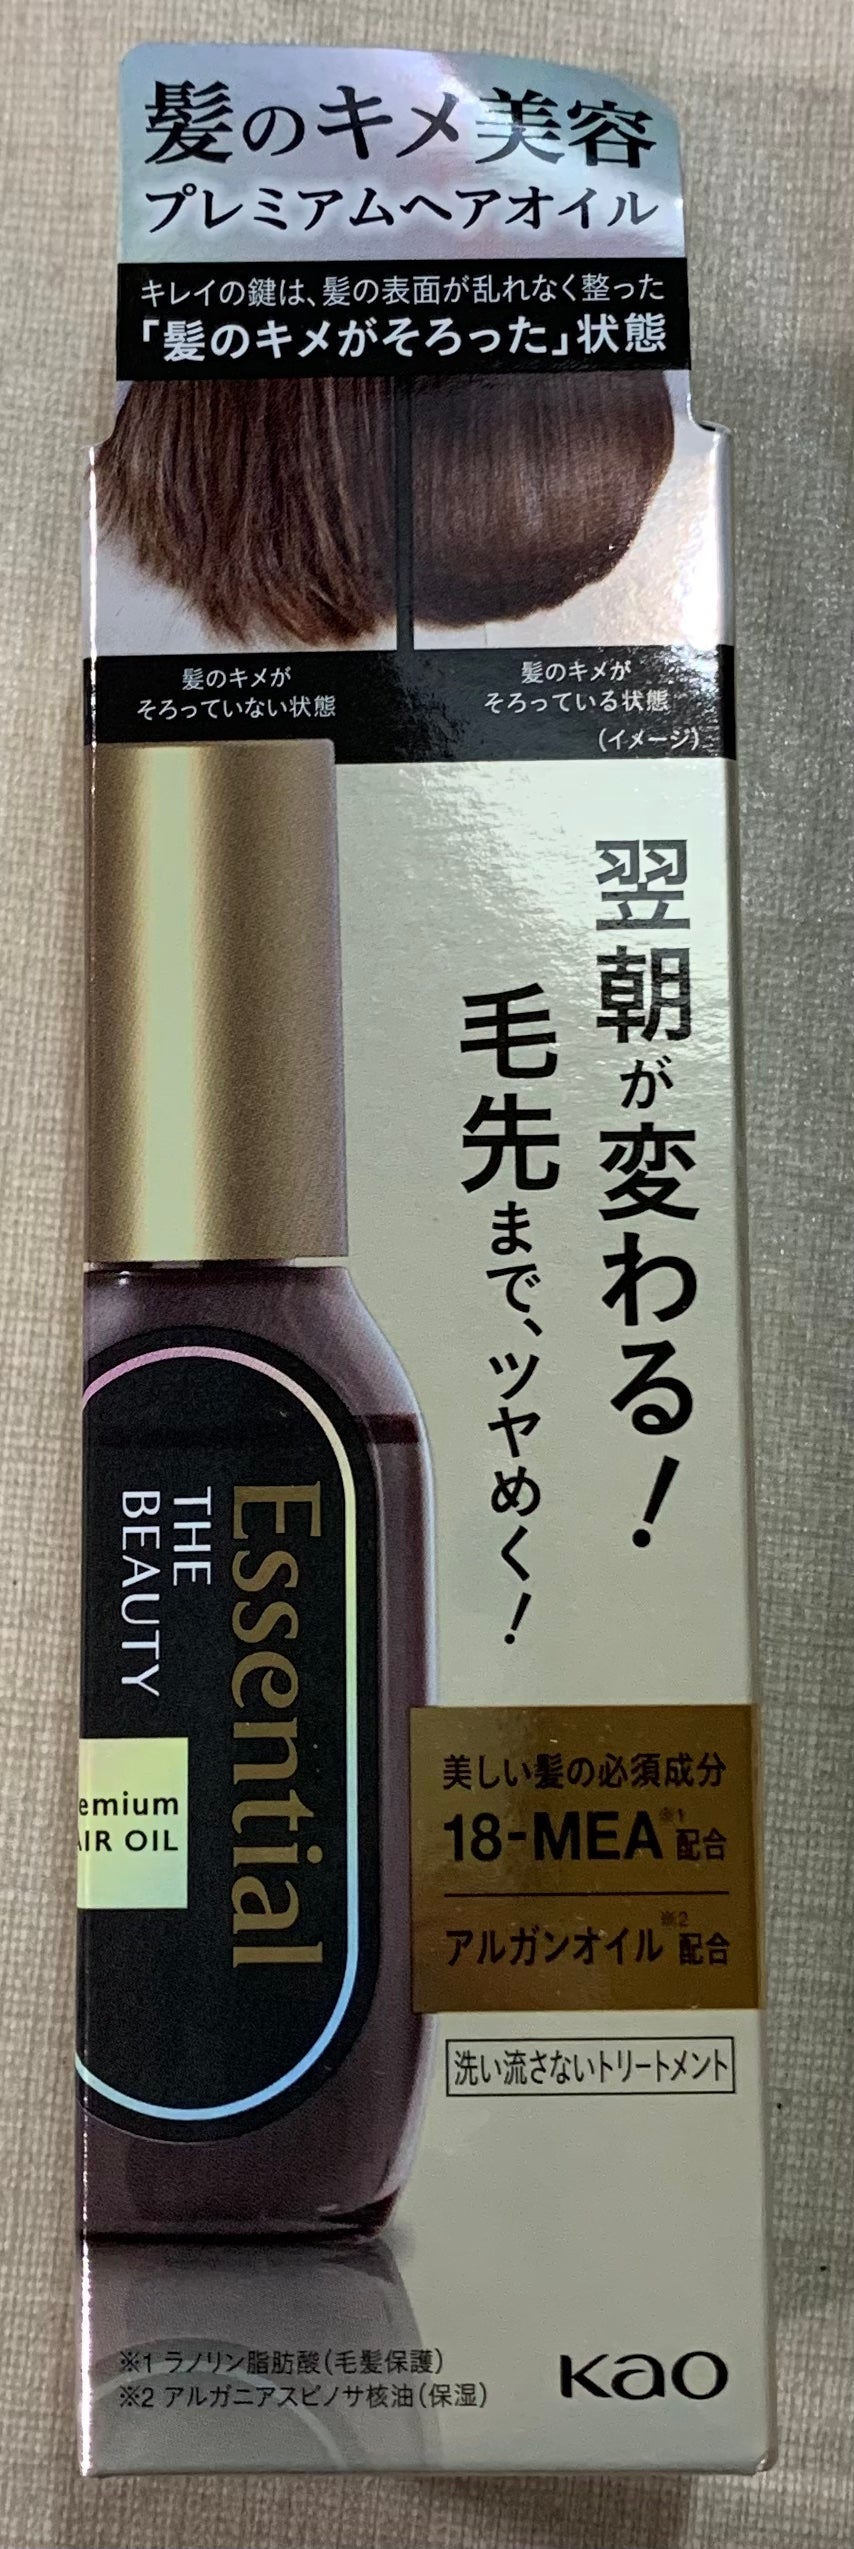 髪のキメ美容
プレミアムヘアオイル
キレイの鍵は、髪の表面が乱れなく整った
「髪のキメがそろった」状態
髪のキメが
そろっていない状態
髪のキメが
そろっている状態
(イメージ)
翌朝が変わる!
毛先まで、ツヤめく!
Essential
THE
BEAUTY
emium
AIR OIL
美しい髪の必須成分
18-MEA※1配合
アルガンオイル※2配合
洗い流さないトリートメント
※1 ラノリン脂肪酸(毛髪保護)
※2 アルガニアスピノサ核油(保湿)
Kao